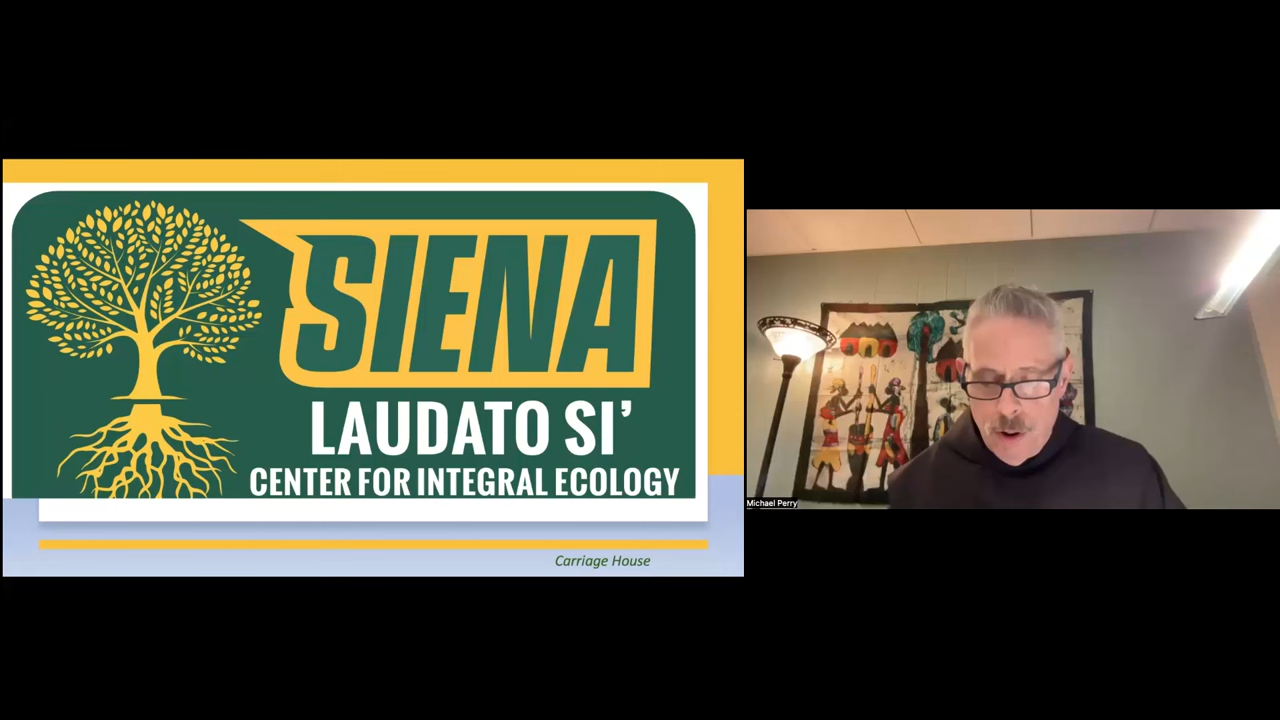 SIENA
LAUDATO SI’
CENTER FOR INTEGRAL ECOLOGY
Carriage House
Michael Perry